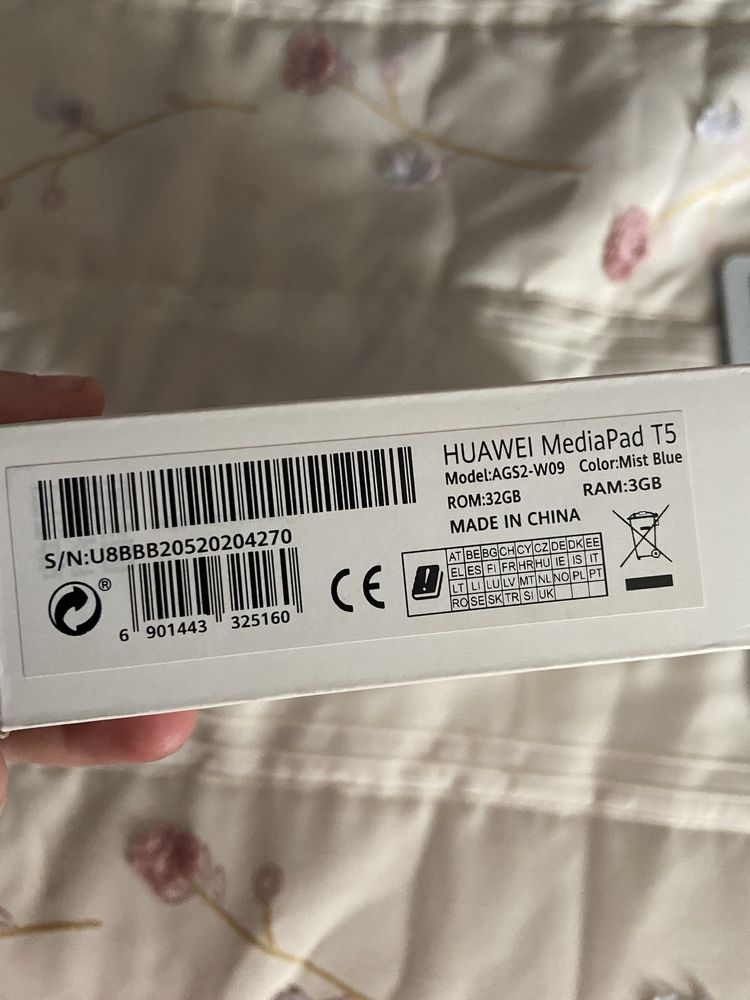 HUAWEI MediaPad T5
Model:AGS2-W09 Color:Mist Blue
ROM:32GB RAM:3GB
MADE IN CHINA
S/N:U8BBB20520204270
®
6 901443 325160
CE
!
AT BE BG CH CY CZ DE DK EE
EL ES FI FR HR HU IE IS IT
LT LI LU LV MT NL NO PL PT
RO SE SK TR SI UK